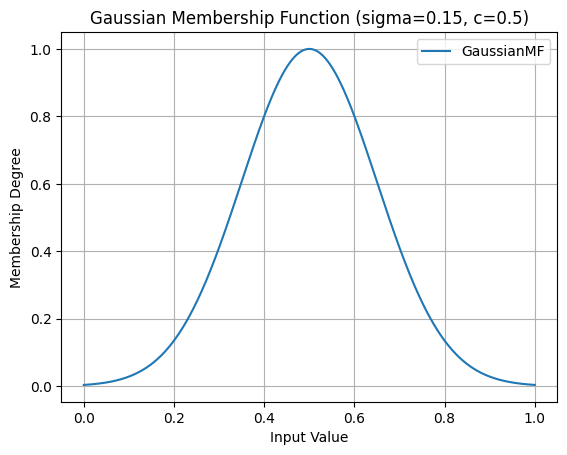 Gaussian Membership Function (sigma=0.15, c=0.5)
GaussianMF
Membership Degree
1.0
0.8
0.6
0.4
0.2
0.0
0.0 0.2 0.4 0.6 0.8 1.0
Input Value